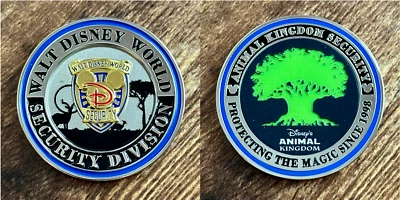 WALT DISNEY WORLD
WALT DISNEY WORLD
D
SECURITY
SECURITY DIVISION
ANIMAL KINGDOM SECURITY
Disney's
ANIMAL
KINGDOM
PROTECTING THE MAGIC SINCE 1998